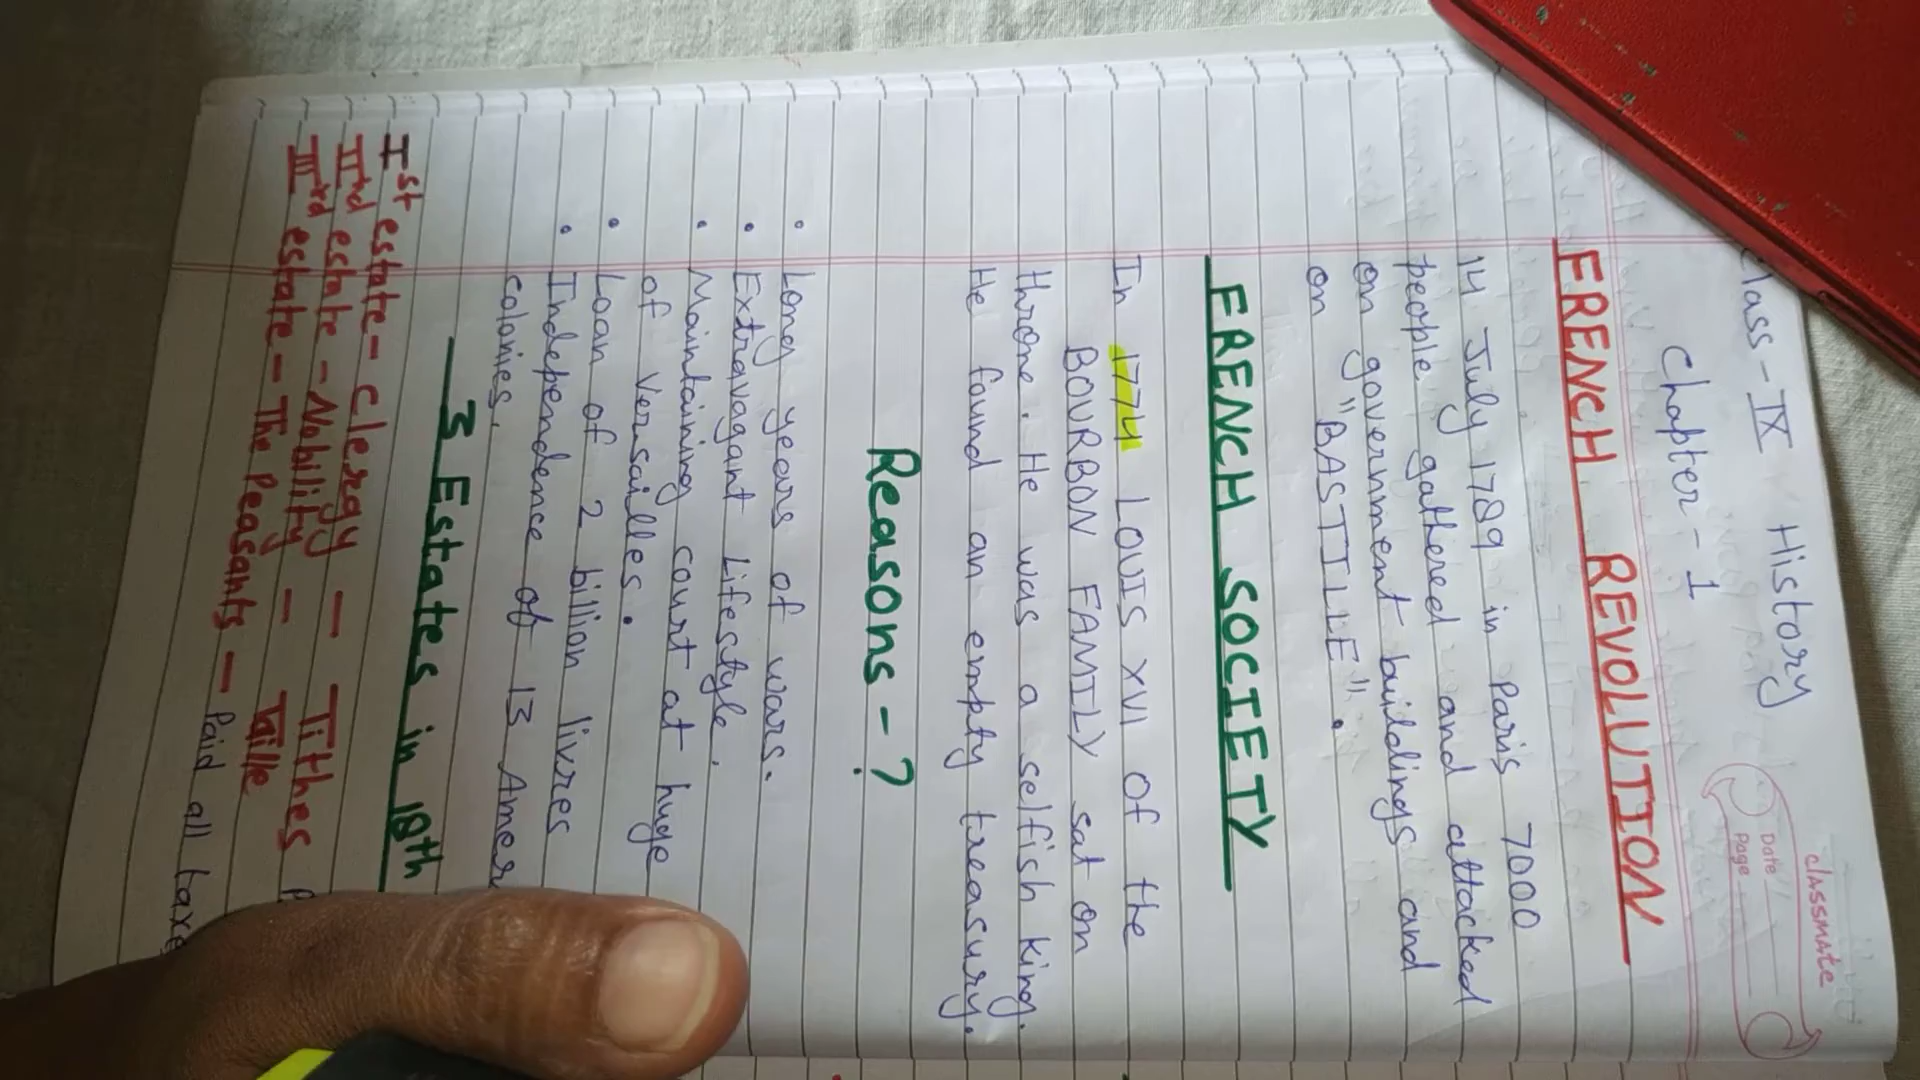 Class-IX History
classmate
Date
Page
Chapter-1
FRENCH REVOLUTION
14 July 1789 in Paris 7000
people gathered and attacked
on government buildings and
on "BASTILLE".
FRENCH SOCIETY
In 1774 LOUIS XVI of the
BOURBON FAMILY sat on
throne. He was a selfish king.
He found an empty treasury.
Reasons-?
• Long years of wars.
• Extravagant Lifestyle.
• Maintaining court at huge
of Versailles.
• Loan of 2 billion livres
• Independence of 13
colonies.
3 Estates in 18th
Ist estate - Clergy - Tithes
IInd estate - Nobility - Taille
IIIrd estate - The Peasants - Paid all